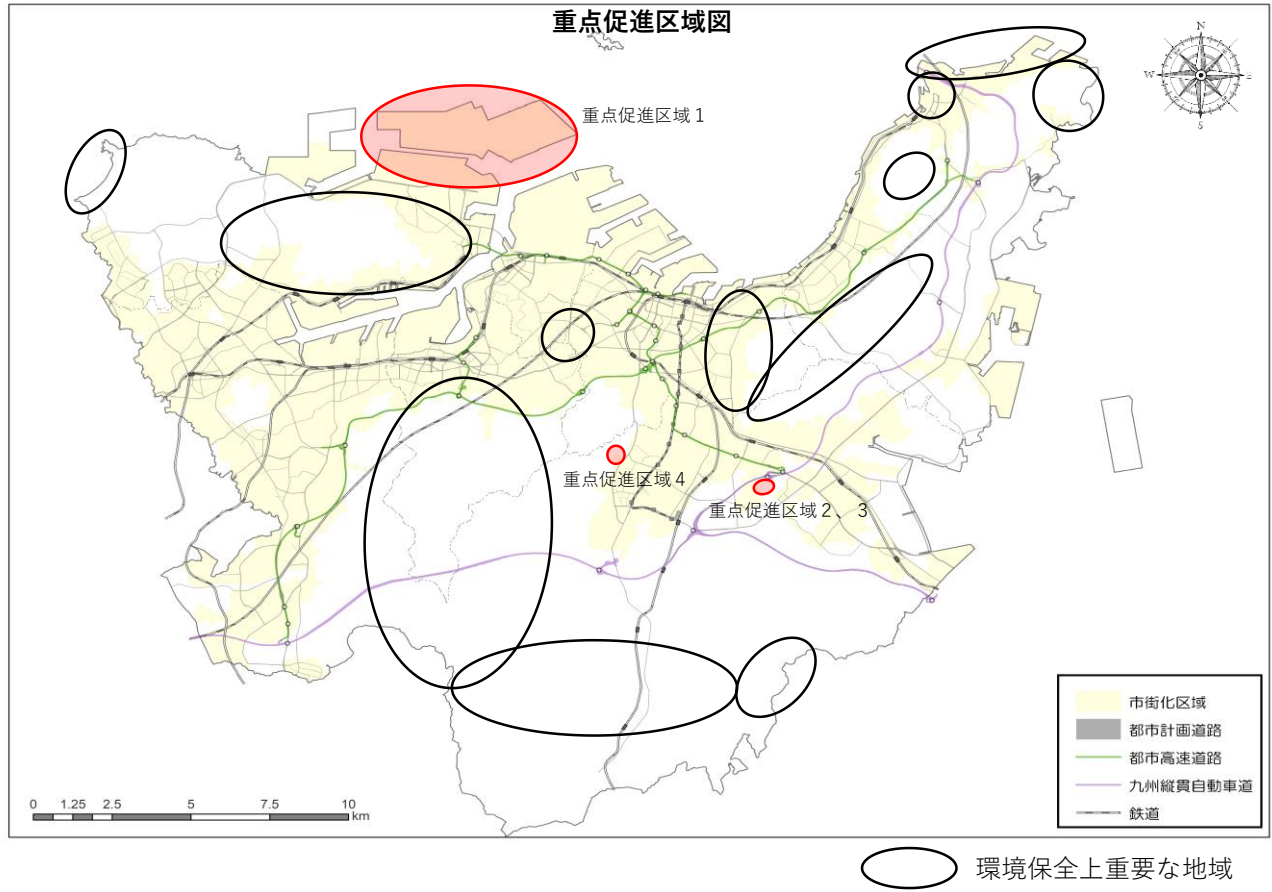 重点促進区域図
N
W
E
S
重点促進区域1
重点促進区域4
重点促進区域2、3
市街化区域
都市計画道路
都市高速道路
九州縦貫自動車道
鉄道
0 1.25 2.5 5 7.5 10
km
環境保全上重要な地域